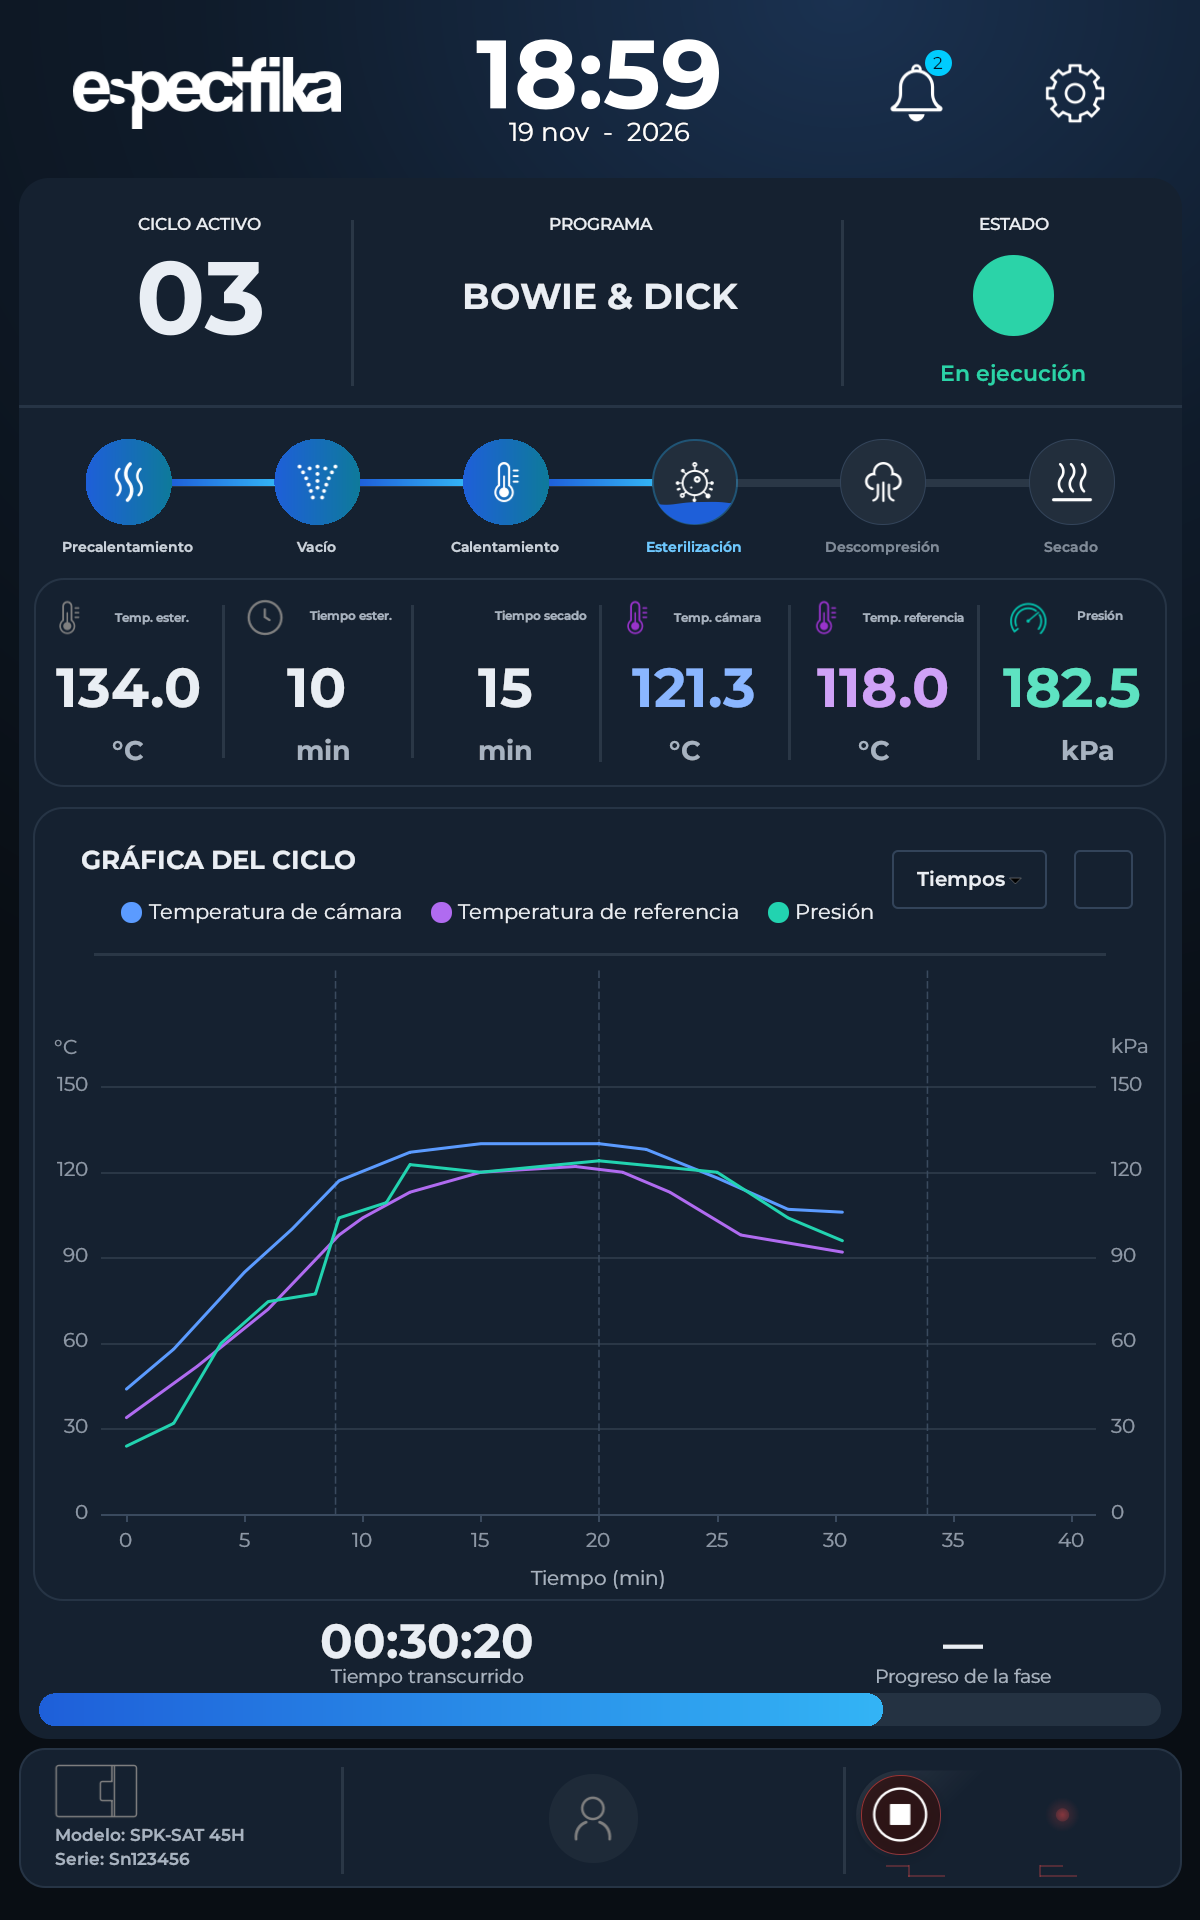 especifika
18:59
19 nov - 2026
2
CICLO ACTIVO
03
PROGRAMA
BOWIE & DICK
ESTADO
En ejecución
Precalentamiento
Vacío
Calentamiento
Esterilización
Descompresión
Secado
Temp. ester.
134.0
°C
Tiempo ester.
10
min
Tiempo secado
15
min
Temp. cámara
121.3
°C
Temp. referencia
118.0
°C
Presión
182.5
kPa
GRÁFICA DEL CICLO
Tiempos
Temperatura de cámara
Temperatura de referencia
Presión
°C
kPa
150
150
120
120
90
90
60
60
30
30
0
0
0 5 10 15 20 25 30 35 40
Tiempo (min)
00:30:20
Tiempo transcurrido
—
Progreso de la fase
Modelo: SPK-SAT 45H
Serie: Sn123456